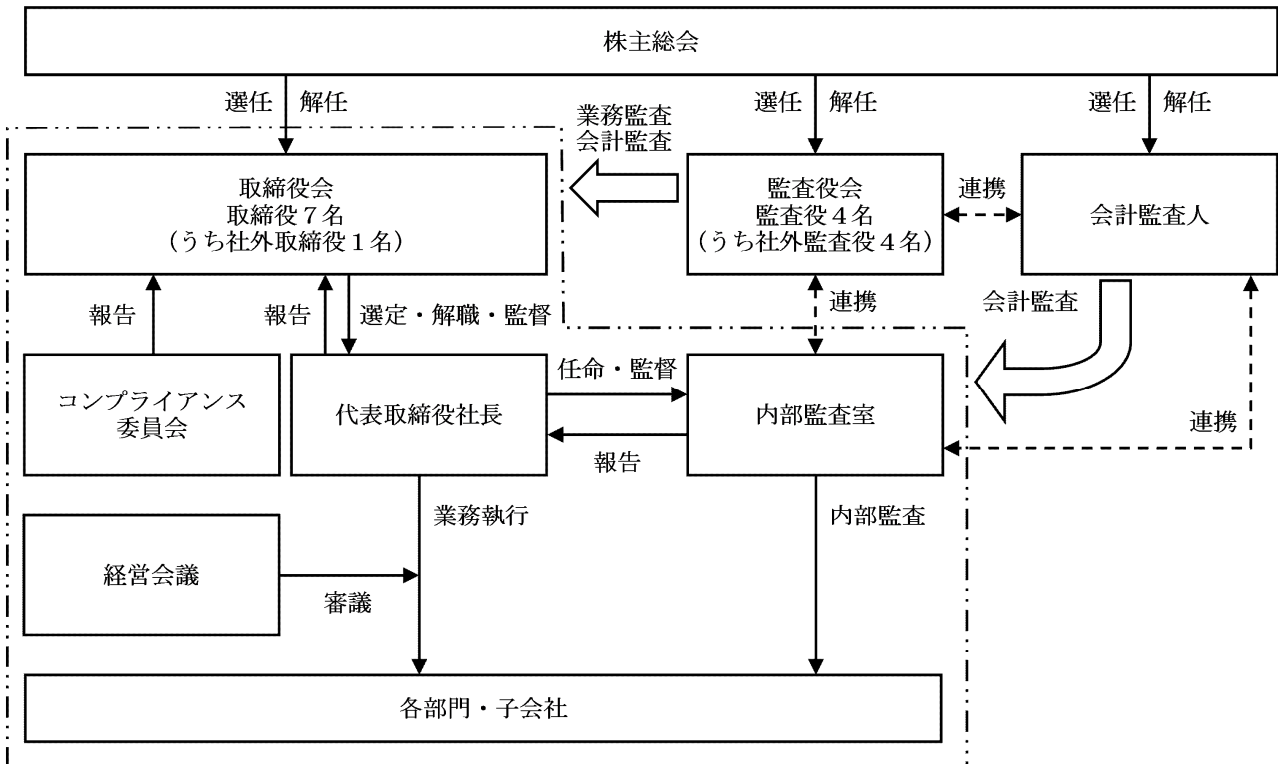 株主総会
選任
解任
選任
解任
選任
解任
業務監査
会計監査
取締役会
取締役7名
(うち社外取締役1名)
監査役会
監査役4名
(うち社外監査役4名)
連携
会計監査人
報告
報告
選定・解職・監督
連携
会計監査
コンプライアンス
委員会
代表取締役社長
任命・監督
報告
内部監査室
連携
業務執行
内部監査
経営会議
審議
各部門・子会社